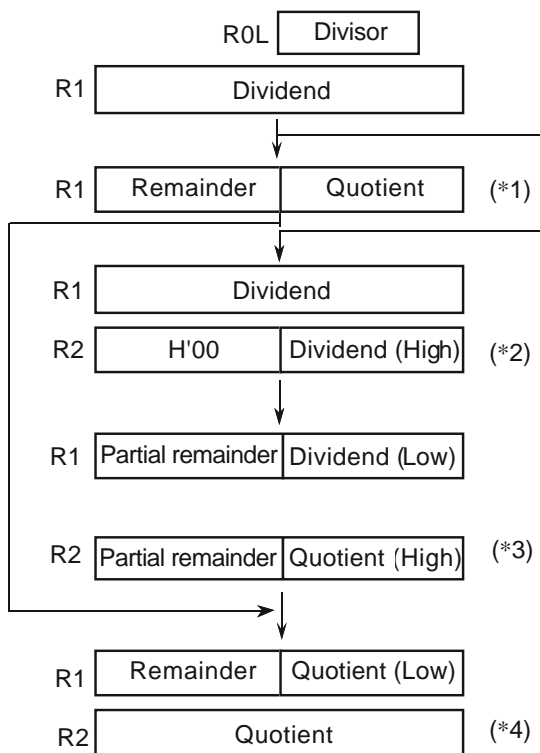 R0L Divisor
R1 Dividend
R1 Remainder Quotient (*1)
R1 Dividend
R2 H'00 Dividend (High) (*2)
R1 Partial remainder Dividend (Low)
R2 Partial remainder Quotient (High) (*3)
R1 Remainder Quotient (Low)
R2 Quotient (*4)